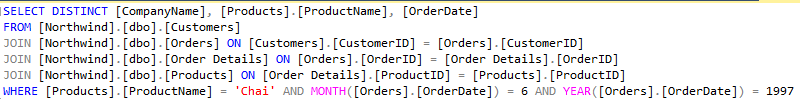 SELECT DISTINCT [CompanyName], [Products].[ProductName], [OrderDate]
FROM [Northwind].[dbo].[Customers]
JOIN [Northwind].[dbo].[Orders] ON [Customers].[CustomerID] = [Orders].[CustomerID]
JOIN [Northwind].[dbo].[Order Details] ON [Orders].[OrderID] = [Order Details].[OrderID]
JOIN [Northwind].[dbo].[Products] ON [Order Details].[ProductID] = [Products].[ProductID]
WHERE [Products].[ProductName] = 'Chai' AND MONTH([Orders].[OrderDate]) = 6 AND YEAR([Orders].[OrderDate]) = 1997